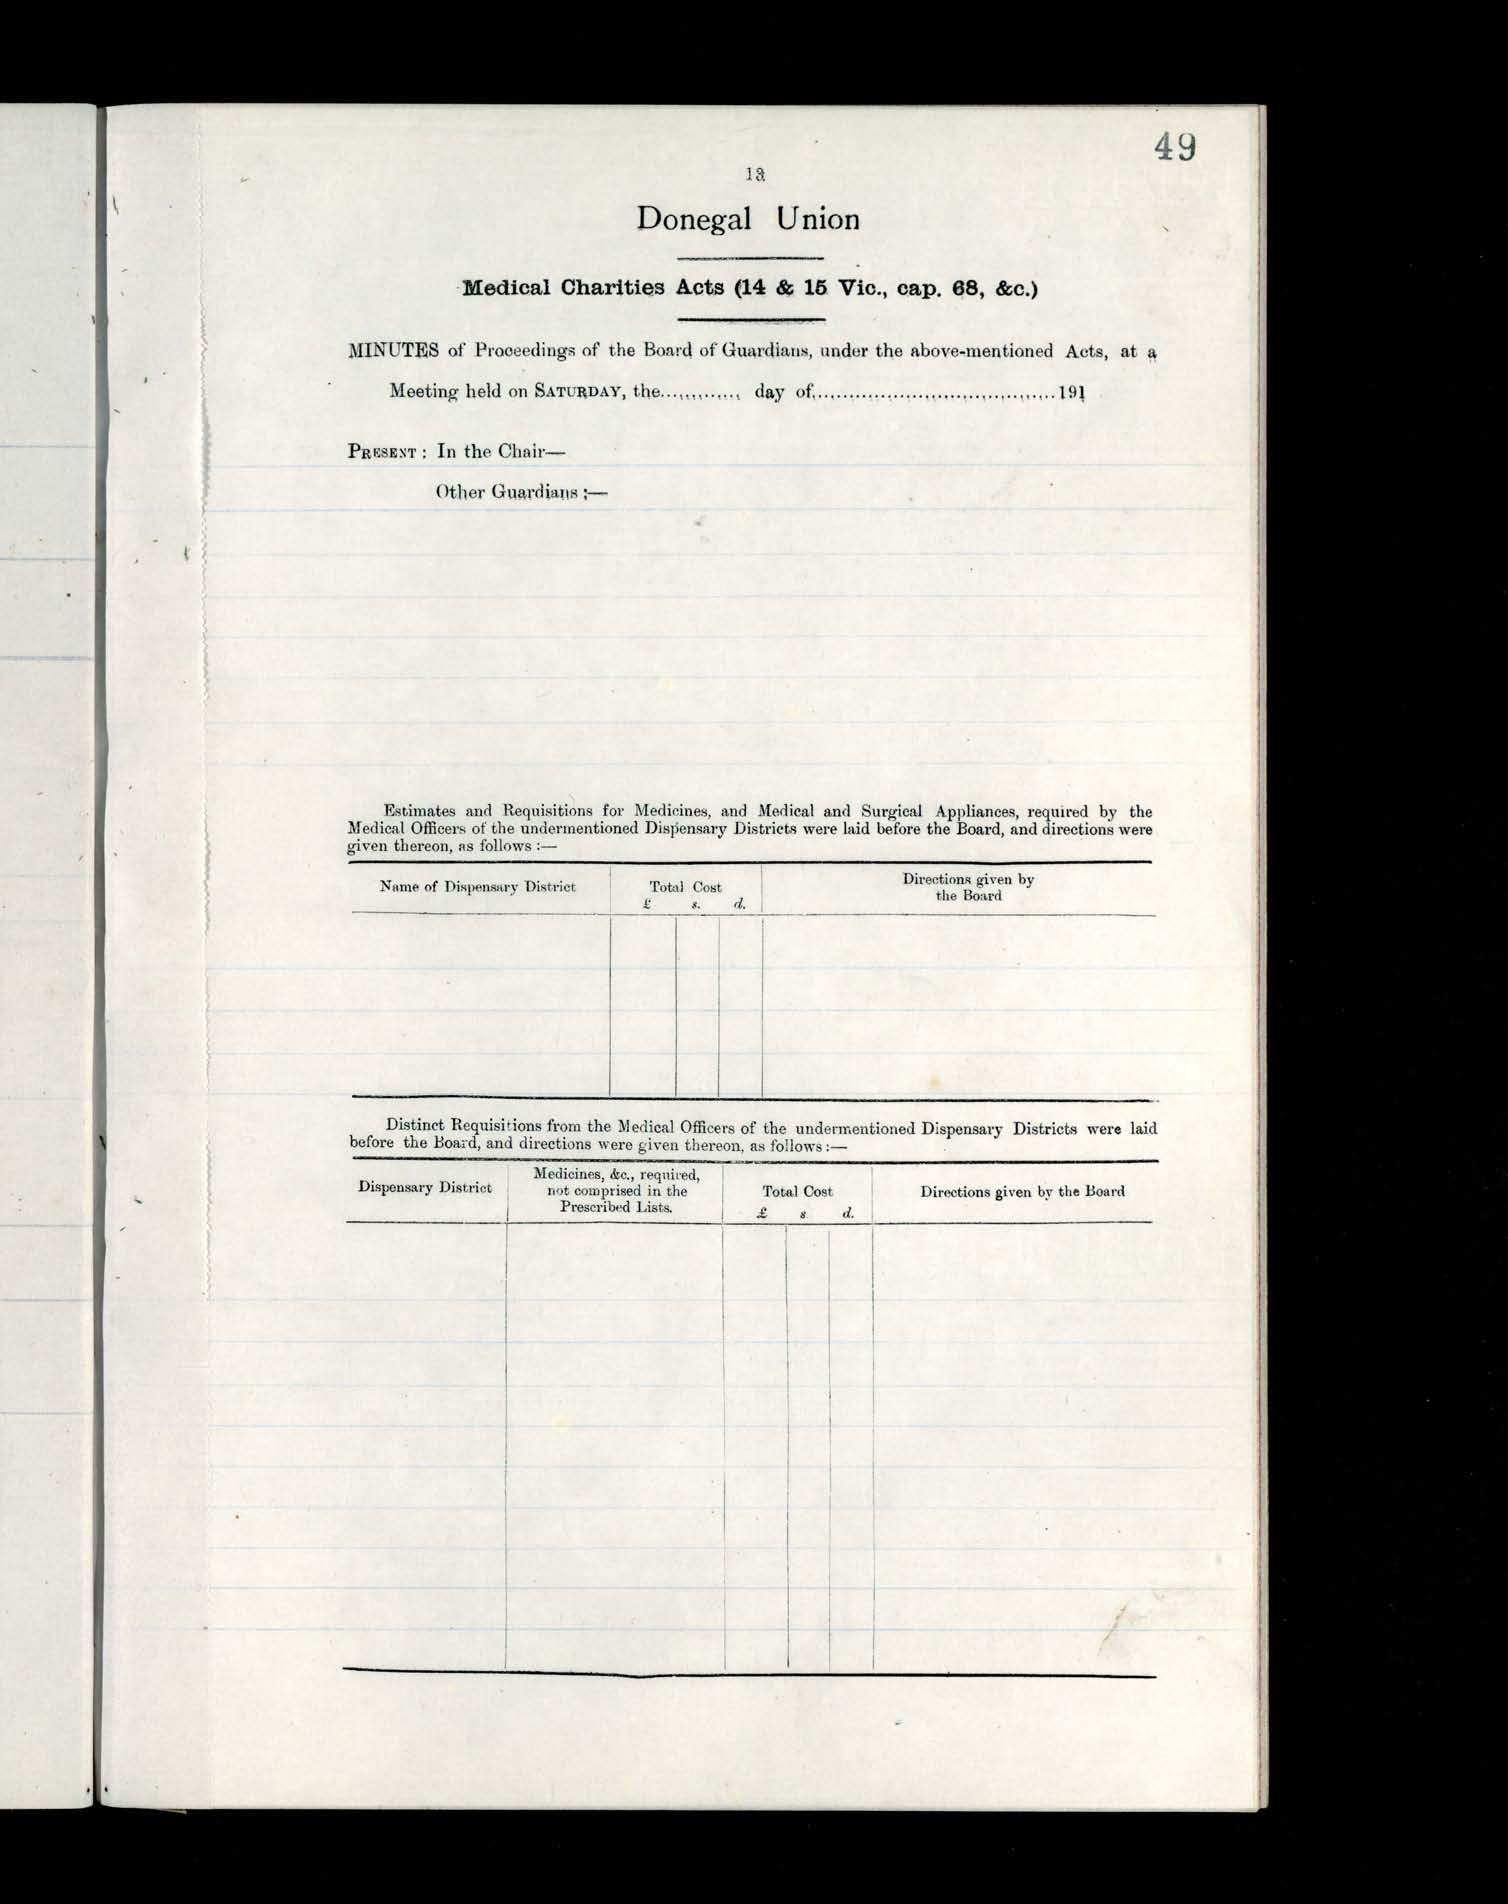 49
1a
Donegal Union
Medical Charities Acts (14 & 15 Vic., cap. 68, &c.)
MINUTES of Proceedings of the Board of Guardians, under the above-mentioned Acts, at a
Meeting held on SATURDAY, the............. day of.......................................191
PRESENT: In the Chair—
Other Guardians:—
Estimates and Requisitions for Medicines, and Medical and Surgical Appliances, required by the
Medical Officers of the undermentioned Dispensary Districts were laid before the Board, and directions were
given thereon, as follows :—
Name of Dispensary District
Total Cost
£ s. d.
Directions given by
the Board
Distinct Requisitions from the Medical Officers of the undermentioned Dispensary Districts were laid
before the Board, and directions were given thereon, as follows:—
Dispensary District
Medicines, &c., required,
not comprised in the
Prescribed Lists.
Total Cost
£ s d.
Directions given by the Board